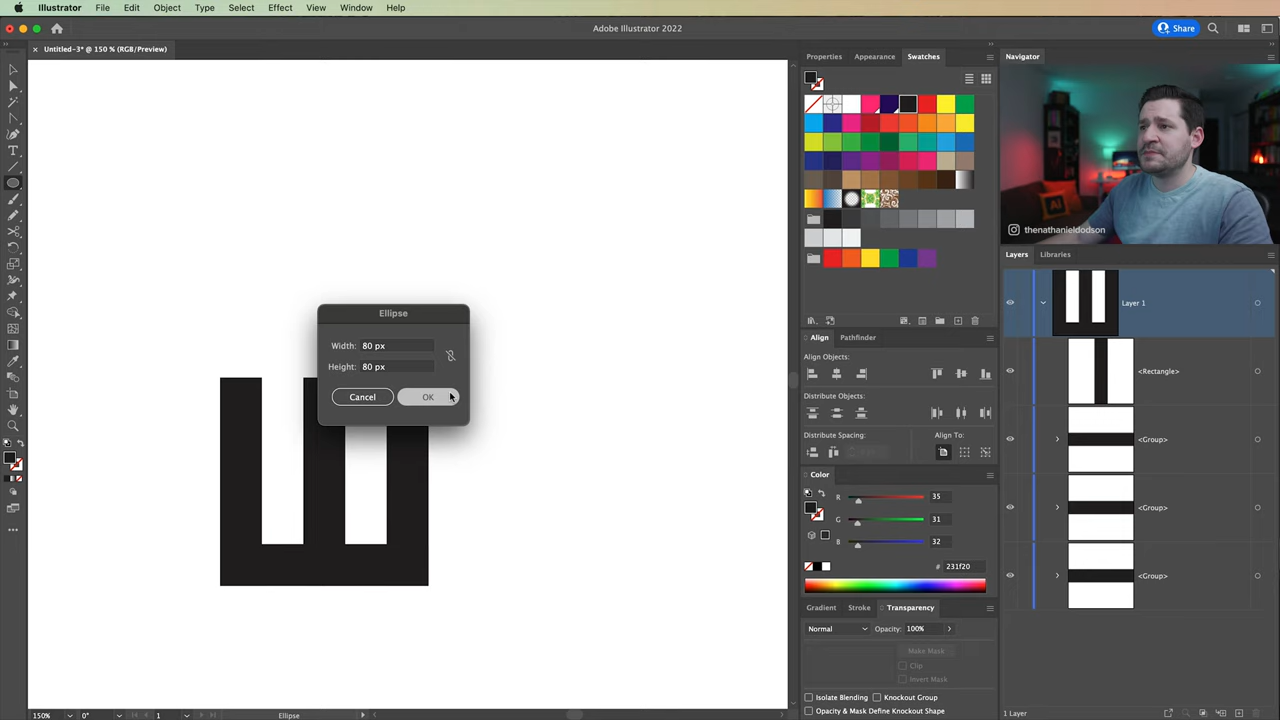 Illustrator File Edit Object Type Select Effect View Window Help
Adobe Illustrator 2022
Share
× Untitled-3* @ 150 % (RGB/Preview)
Properties Appearance Swatches
Navigator
Ai
thenathanieldodson
Layers Libraries
Layer 1
Ellipse
Width: 80 px
Height: 80 px
Cancel OK
Align Pathfinder
Align Objects:
<Rectangle>
Distribute Objects:
Distribute Spacing: Align To:
<Group>
Color
R 35
<Group>
G 31
B 32
# 231f20
<Group>
Gradient Stroke Transparency
Normal Opacity: 100%
Make Mask
Clip
Invert Mask
Isolate Blending Knockout Group
Opacity & Mask Define Knockout Shape
150% 0° 1 Ellipse
1 Layer